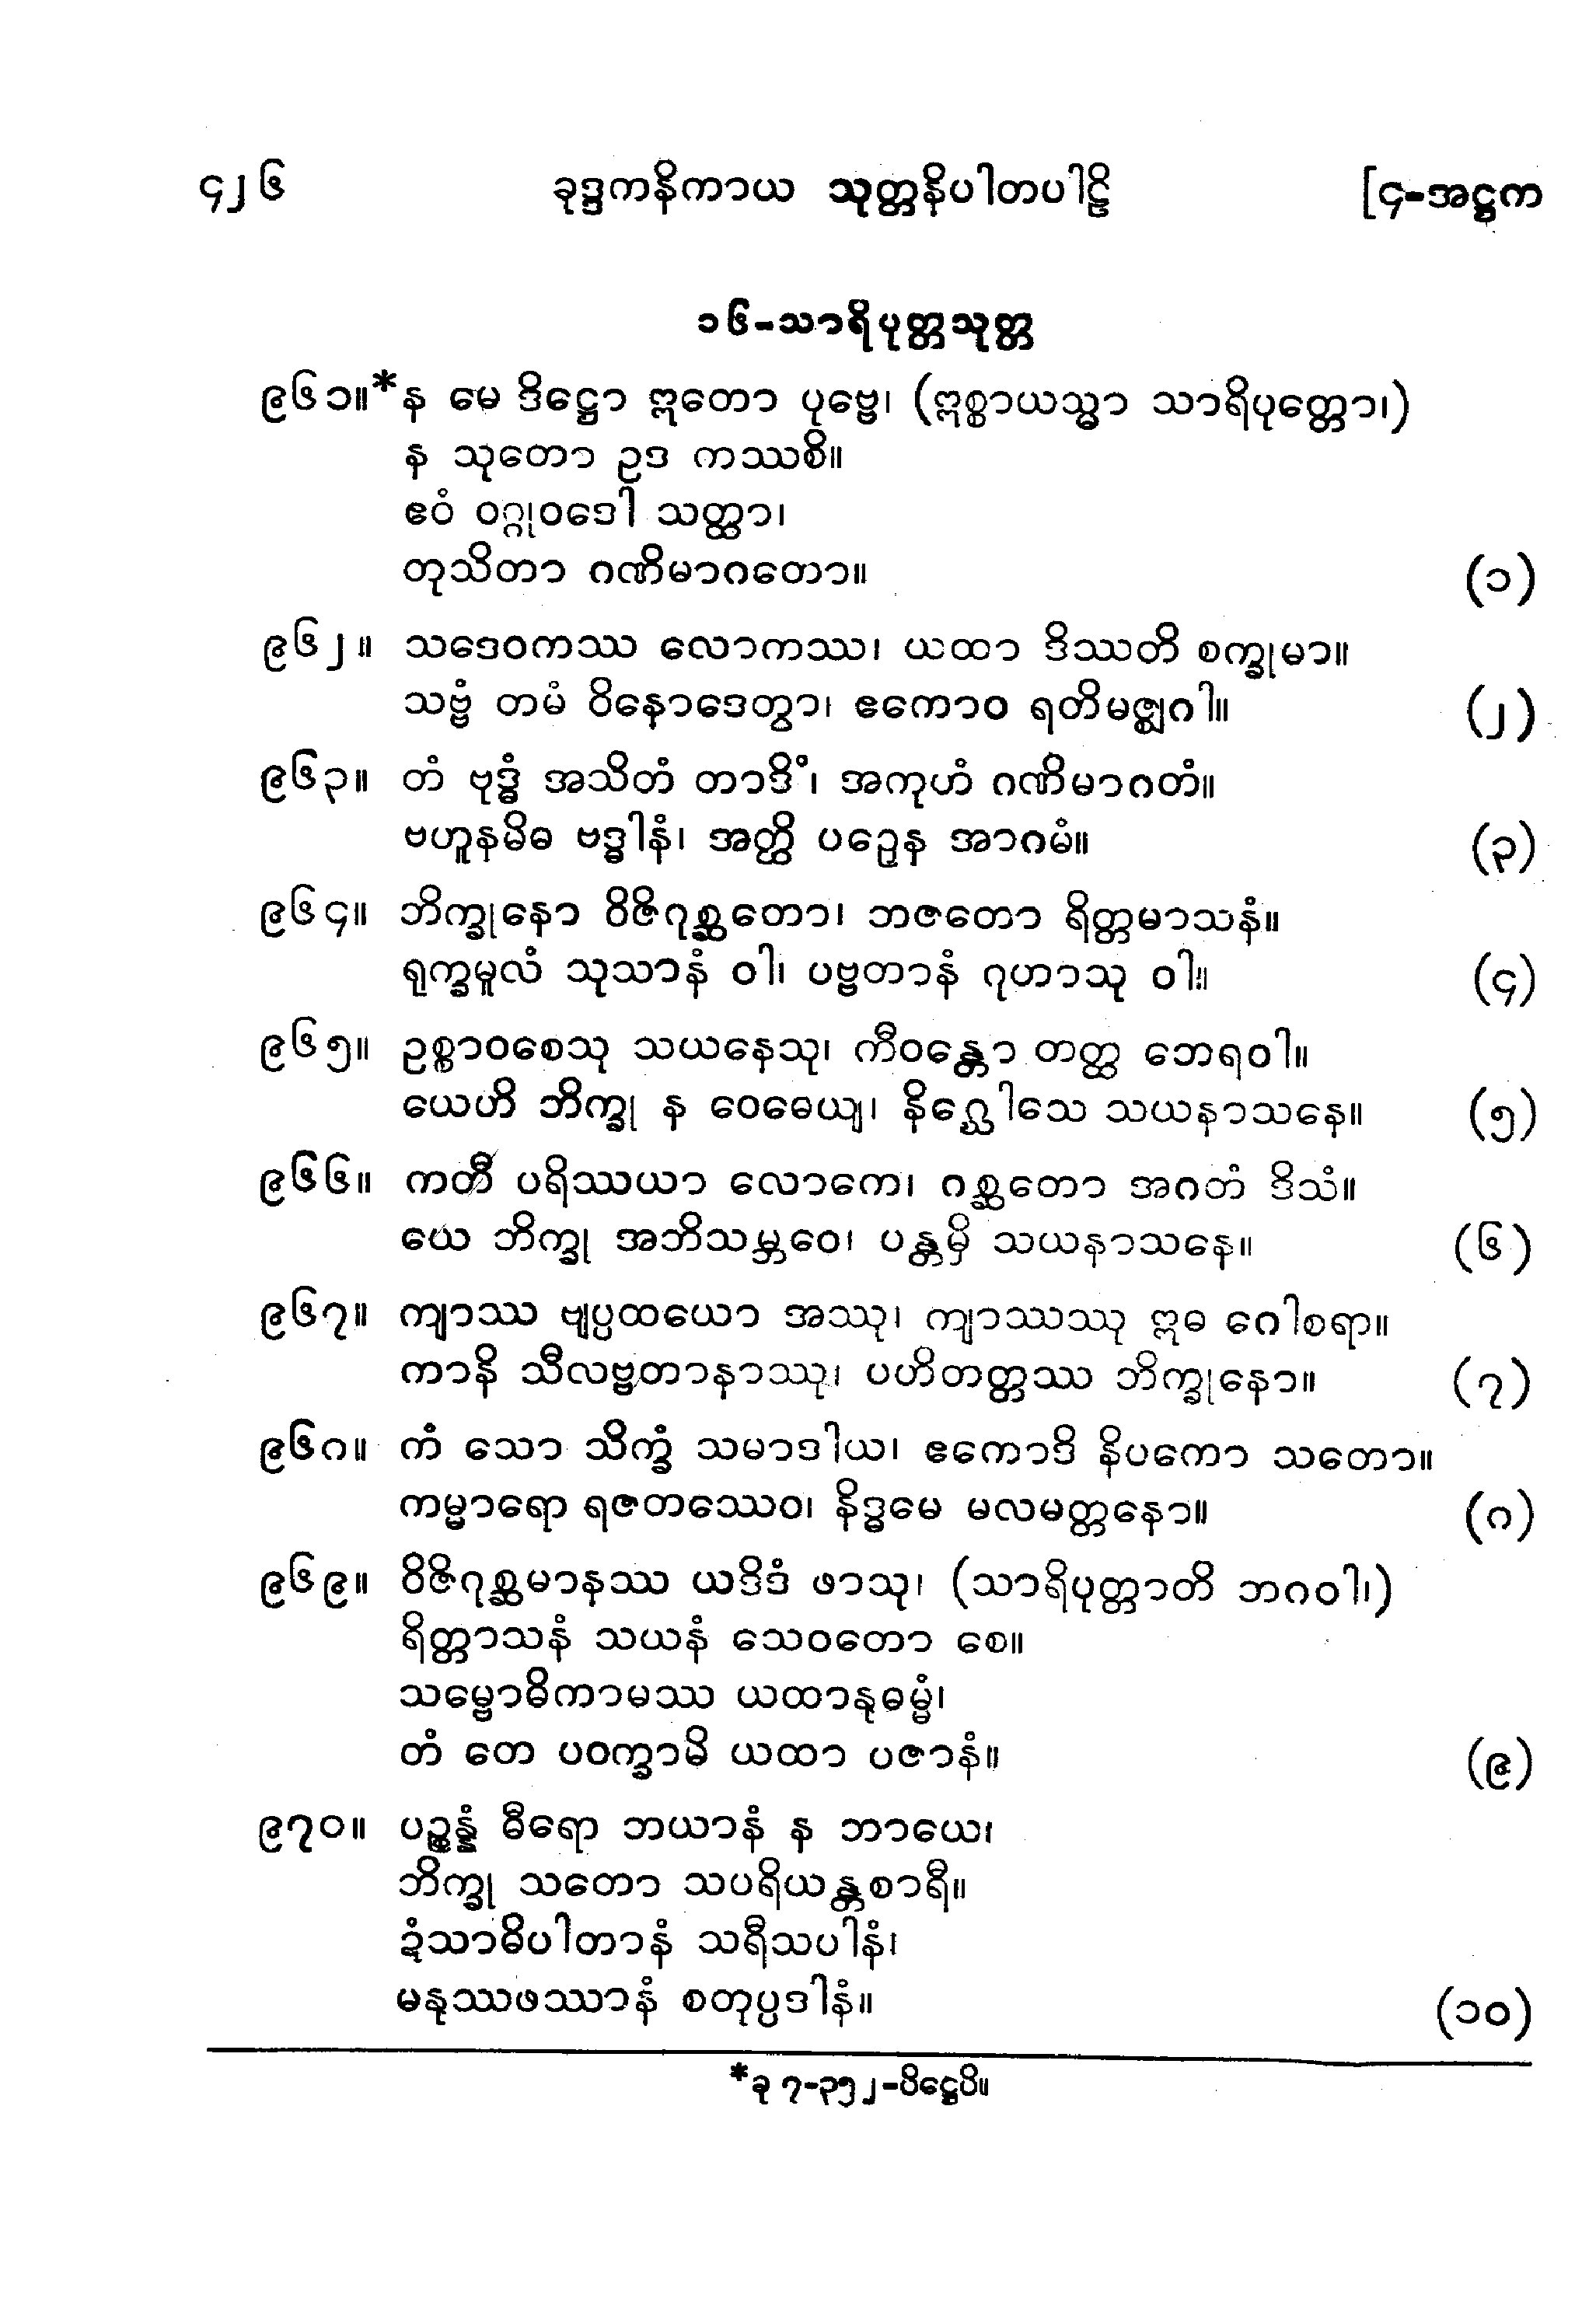 ၄၂၆ ခုဒ္ဒကနိကာယ သုတ္တနိပါတပါဠိ [၄-အဋ္ဌက
၁၆-သာရိပုတ္တသုတ္တ
၉၆၁။*န မေ ဒိဋ္ဌော ဣတော ပုဗ္ဗေ၊ (ဣစ္စာယသ္မာ သာရိပုတ္တော၊)
န သုတော ဥဒ ကဿစိ။
ဧဝံ ဝဂ္ဂုဝဒေါ သတ္ထာ၊
တုသိတာ ဂဏိမာဂတော။ (၁)
၉၆၂။ သဒေဝကဿ လောကဿ၊ ယထာ ဒိဿတိ စက္ခုမာ။
သဗ္ဗံ တမံ ဝိနောဒေတွာ၊ ဧကောဝ ရတိမဇ္ဈဂါ။ (၂)
၉၆၃။ တံ ဗုဒ္ဓံ အသိတံ တာဒိံ၊ အကုဟံ ဂဏိမာဂတံ။
ဗဟူနမိဓ ဗဒ္ဓါနံ၊ အတ္ထိ ပဉှေန အာဂမံ။ (၃)
၉၆၄။ ဘိက္ခုနော ဝိဇိဂုစ္ဆတော၊ ဘဇတော ရိတ္တမာသနံ။
ရုက္ခမူလံ သုသာနံ ဝါ၊ ပဗ္ဗတာနံ ဂုဟာသု ဝါ။ (၄)
၉၆၅။ ဥစ္စာဝစေသု သယနေသု၊ ကီဝန္တော တတ္ထ ဘေရဝါ။
ယေဟိ ဘိက္ခု န ဝေဓေယျ၊ နိဂ္ဃေါသေ သယနာသနေ။ (၅)
၉၆၆။ ကတီ ပရိဿယာ လောကေ၊ ဂစ္ဆတော အဂတံ ဒိသံ။
ယေ ဘိက္ခု အဘိသမ္ဘဝေ၊ ပန္တမှိ သယနာသနေ။ (၆)
၉၆၇။ ကျာဿ ဗျပ္ပထယော အဿု၊ ကျာဿဿု ဣဓ ဂေါစရာ။
ကာနိ သီလဗ္ဗတာနာဿု၊ ပဟိတတ္တဿ ဘိက္ခုနော။ (၇)
၉၆၈။ ကံ သော သိက္ခံ သမာဒါယ၊ ဧကောဒိ နိပကော သတော။
ကမ္မာရော ရဇတဿေဝ၊ နိဒ္ဓမေ မလမတ္တနော။ (၈)
၉၆၉။ ဝိဇိဂုစ္ဆမာနဿ ယဒိဒံ ဖာသု၊ (သာရိပုတ္တာတိ ဘဂဝါ၊)
ရိတ္တာသနံ သယနံ သေဝတော စေ။
သမ္ဗောဓိကာမဿ ယထာနုဓမ္မံ၊
တံ တေ ပဝက္ခာမိ ယထာ ပဇာနံ။ (၉)
၉၇၀။ ပဉ္စန္နံ ဓီရော ဘယာနံ န ဘာယေ၊
ဘိက္ခု သတော သပရိယန္တစာရီ။
ဍံသာဓိပါတာနံ သရီသပါနံ၊
မနုဿဖဿာနံ စတုပ္ပဒါနံ။ (၁၀)
*ခု ၇-၃၅၂-ပိဋ္ဌေပိ။